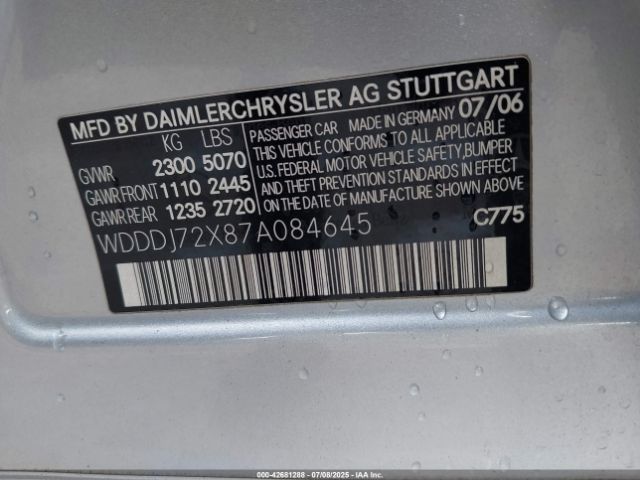 MFD BY DAIMLERCHRYSLER AG STUTTGART
KG LBS
GVWR 2300 5070
GAWR.FRONT 1110 2445
GAWR.REAR 1235 2720
PASSENGER CAR MADE IN GERMANY 07/06
THIS VEHICLE CONFORMS TO ALL APPLICABLE
U.S. FEDERAL MOTOR VEHICLE SAFETY,BUMPER
AND THEFT PREVENTION STANDARDS IN EFFECT
ON THE DATE OF MANUFACTURE SHOWN ABOVE.
WDDDJ72X87A084645
C775
000-42681288 - 07/08/2025 - IAA Inc.